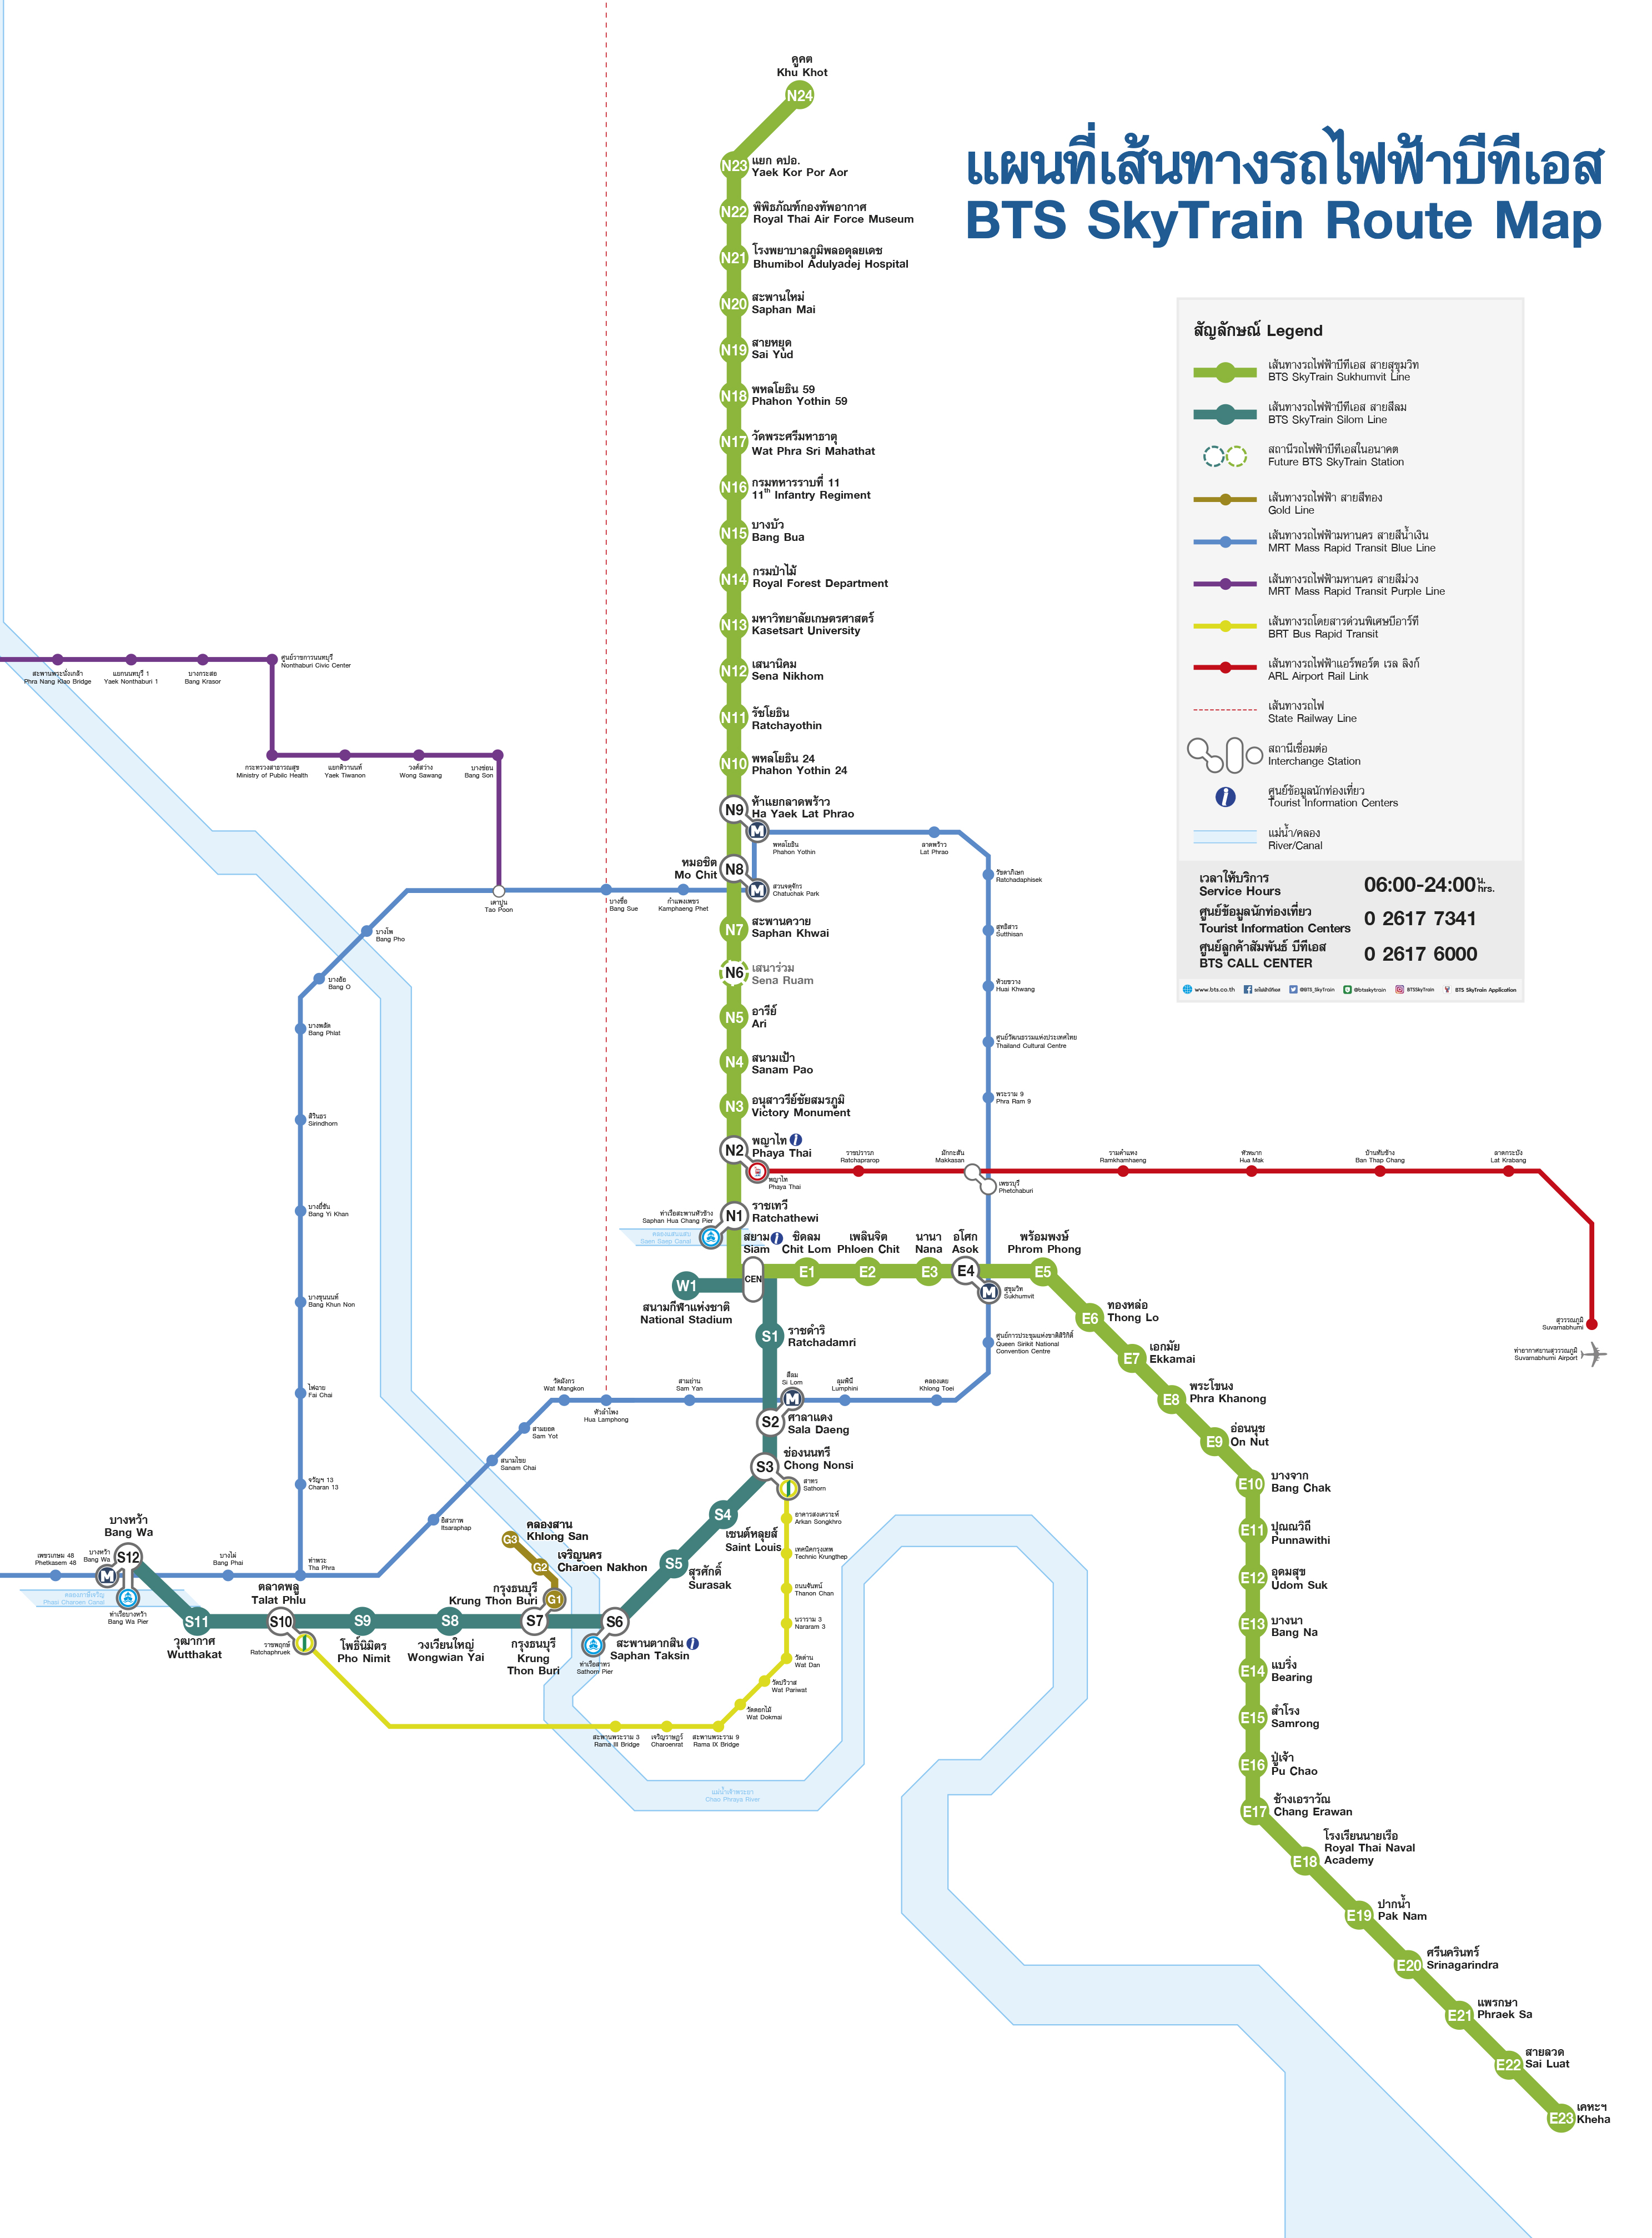 แผนที่เส้นทางรถไฟฟ้าบีทีเอส
BTS SkyTrain Route Map
คูคต
Khu Khot
N24
N23
แยก คปอ.
Yaek Kor Por Aor
N22
พิพิธภัณฑ์กองทัพอากาศ
Royal Thai Air Force Museum
N21
โรงพยาบาลภูมิพลอดุลยเดช
Bhumibol Adulyadej Hospital
N20
สะพานใหม่
Saphan Mai
N19
สายหยุด
Sai Yud
N18
พหลโยธิน 59
Phahon Yothin 59
N17
วัดพระศรีมหาธาตุ
Wat Phra Sri Mahathat
N16
กรมทหารราบที่ 11
11th Infantry Regiment
N15
บางบัว
Bang Bua
N14
กรมป่าไม้
Royal Forest Department
N13
มหาวิทยาลัยเกษตรศาสตร์
Kasetsart University
N12
เสนานิคม
Sena Nikhom
N11
รัชโยธิน
Ratchayothin
N10
พหลโยธิน 24
Phahon Yothin 24
N9
ห้าแยกลาดพร้าว
Ha Yaek Lat Phrao
M
พหลโยธิน
Phahon Yothin
ลาดพร้าว
Lat Phrao
หมอชิต
Mo Chit
N8
M
สวนจตุจักร
Chatuchak Park
N7
สะพานควาย
Saphan Khwai
N6
เสนาร่วม
Sena Ruam
N5
อารีย์
Ari
N4
สนามเป้า
Sanam Pao
N3
อนุสาวรีย์ชัยสมรภูมิ
Victory Monument
N2
พญาไท i
Phaya Thai
พญาไท
Phaya Thai
N1
ราชเทวี
Ratchathewi
ท่าเรือสะพานหัวช้าง
Saphan Hua Chang Pier
คลองแสนแสบ
Saen Saep Canal
สัญลักษณ์ Legend
เส้นทางรถไฟฟ้าบีทีเอส สายสุขุมวิท
BTS SkyTrain Sukhumvit Line
เส้นทางรถไฟฟ้าบีทีเอส สายสีลม
BTS SkyTrain Silom Line
สถานีรถไฟฟ้าบีทีเอสในอนาคต
Future BTS SkyTrain Station
เส้นทางรถไฟฟ้า สายสีทอง
Gold Line
เส้นทางรถไฟฟ้ามหานคร สายสีน้ำเงิน
MRT Mass Rapid Transit Blue Line
เส้นทางรถไฟฟ้ามหานคร สายสีม่วง
MRT Mass Rapid Transit Purple Line
เส้นทางรถโดยสารด่วนพิเศษบีอาร์ที
BRT Bus Rapid Transit
เส้นทางรถไฟฟ้าแอร์พอร์ต เรล ลิงก์
ARL Airport Rail Link
เส้นทางรถไฟ
State Railway Line
สถานีเชื่อมต่อ
Interchange Station
i
ศูนย์ข้อมูลนักท่องเที่ยว
Tourist Information Centers
แม่น้ำ/คลอง
River/Canal
เวลาให้บริการ
Service Hours
06:00-24:00 น. hrs.
ศูนย์ข้อมูลนักท่องเที่ยว
Tourist Information Centers
0 2617 7341
ศูนย์ลูกค้าสัมพันธ์ บีทีเอส
BTS CALL CENTER
0 2617 6000
www.bts.co.th รถไฟฟ้าบีทีเอส @BTS_SkyTrain @btsskytrain BTSSkyTrain BTS SkyTrain Application
สะพานพระนั่งเกล้า
Phra Nang Klao Bridge
แยกนนทบุรี 1
Yaek Nonthaburi 1
บางกระสอ
Bang Krasor
ศูนย์ราชการนนทบุรี
Nonthaburi Civic Center
กระทรวงสาธารณสุข
Ministry of Public Health
แยกติวานนท์
Yaek Tiwanon
วงศ์สว่าง
Wong Sawang
บางซ่อน
Bang Son
เตาปูน
Tao Poon
บางซื่อ
Bang Sue
กำแพงเพชร
Kamphaeng Phet
บางโพ
Bang Pho
บางอ้อ
Bang O
บางพลัด
Bang Phlat
สิรินธร
Sirindhorn
บางยี่ขัน
Bang Yi Khan
บางขุนนนท์
Bang Khun Non
ไฟฉาย
Fai Chai
จรัญฯ 13
Charan 13
ท่าพระ
Tha Phra
รัชดาภิเษก
Ratchadaphisek
สุทธิสาร
Sutthisan
ห้วยขวาง
Huai Khwang
ศูนย์วัฒนธรรมแห่งประเทศไทย
Thailand Cultural Centre
พระราม 9
Phra Ram 9
ราชปรารภ
Ratchaprarop
มักกะสัน
Makkasan
เพชรบุรี
Phetchaburi
รามคำแหง
Ramkhamhaeng
หัวหมาก
Hua Mak
บ้านทับช้าง
Ban Thap Chang
ลาดกระบัง
Lat Krabang
สุวรรณภูมิ
Suvarnabhumi
ท่าอากาศยานสุวรรณภูมิ
Suvarnabhumi Airport
สยาม i
Siam
CEN
ชิดลม
Chit Lom
E1
เพลินจิต
Phloen Chit
E2
นานา
Nana
E3
อโศก
Asok
E4
M
สุขุมวิท
Sukhumvit
พร้อมพงษ์
Phrom Phong
E5
W1
สนามกีฬาแห่งชาติ
National Stadium
S1
ราชดำริ
Ratchadamri
ศูนย์การประชุมแห่งชาติสิริกิติ์
Queen Sirikit National
Convention Centre
วัดมังกร
Wat Mangkon
หัวลำโพง
Hua Lamphong
สามย่าน
Sam Yan
สีลม
Si Lom
M
ลุมพินี
Lumphini
คลองเตย
Khlong Toei
สามยอด
Sam Yot
สนามไชย
Sanam Chai
อิสรภาพ
Itsaraphap
S2
ศาลาแดง
Sala Daeng
S3
ช่องนนทรี
Chong Nonsi
สาทร
Sathorn
S4
เซนต์หลุยส์
Saint Louis
S5
สุรศักดิ์
Surasak
S6
สะพานตากสิน i
Saphan Taksin
ท่าเรือสาทร
Sathorn Pier
S7
กรุงธนบุรี
Krung
Thon Buri
G3
คลองสาน
Khlong San
G2
เจริญนคร
Charoen Nakhon
G1
กรุงธนบุรี
Krung Thon Buri
S8
วงเวียนใหญ่
Wongwian Yai
S9
โพธิ์นิมิตร
Pho Nimit
ตลาดพลู
Talat Phlu
S10
ราชพฤกษ์
Ratchaphruek
S11
วุฒากาศ
Wutthakat
บางหว้า
Bang Wa
S12
บางหว้า
Bang Wa
M
ท่าเรือบางหว้า
Bang Wa Pier
คลองภาษีเจริญ
Phasi Charoen Canal
เพชรเกษม 48
Phetkasem 48
บางไผ่
Bang Phai
อาคารสงเคราะห์
Arkan Songkhro
เทคนิคกรุงเทพ
Technic Krungthep
ถนนจันทน์
Thanon Chan
นราราม 3
Nararam 3
วัดด่าน
Wat Dan
วัดปริวาส
Wat Pariwat
วัดดอกไม้
Wat Dokmai
สะพานพระราม 9
Rama IX Bridge
เจริญราษฎร์
Charoenrat
สะพานพระราม 3
Rama III Bridge
แม่น้ำเจ้าพระยา
Chao Phraya River
E6
ทองหล่อ
Thong Lo
E7
เอกมัย
Ekkamai
E8
พระโขนง
Phra Khanong
E9
อ่อนนุช
On Nut
E10
บางจาก
Bang Chak
E11
ปุณณวิถี
Punnawithi
E12
อุดมสุข
Udom Suk
E13
บางนา
Bang Na
E14
แบริ่ง
Bearing
E15
สำโรง
Samrong
E16
ปู่เจ้า
Pu Chao
E17
ช้างเอราวัณ
Chang Erawan
E18
โรงเรียนนายเรือ
Royal Thai Naval
Academy
E19
ปากน้ำ
Pak Nam
E20
ศรีนครินทร์
Srinagarindra
E21
แพรกษา
Phraek Sa
E22
สายลวด
Sai Luat
E23
เคหะฯ
Kheha